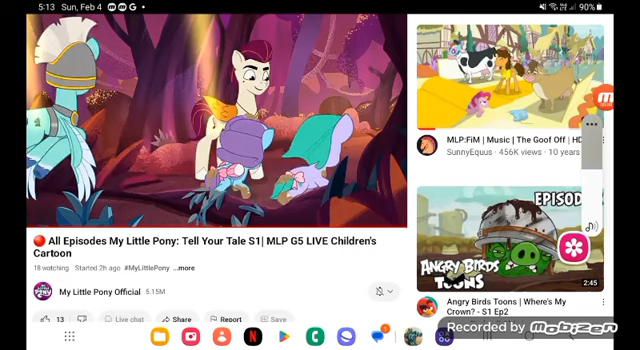 5:13 Sun, Feb 4
90%
🔴 All Episodes My Little Pony: Tell Your Tale S1| MLP G5 LIVE Children's
Cartoon
18 watching Started 2h ago #MyLittlePony ...more
My Little Pony Official 5.15M
13
Live chat
Share
Report
Save
MLP:FiM | Music | The Goof Off | HD
SunnyEqus · 456K views · 10 years
EPISOD
ANGRY BIRDS
TOONS
2:45
Angry Birds Toons | Where's My
Crown? - S1 Ep2
Recorded by Mobizen